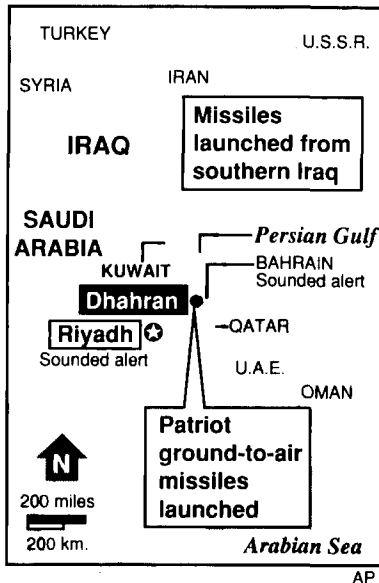 TURKEY
U.S.S.R.
SYRIA
IRAN
IRAQ
Missiles
launched from
southern Iraq
SAUDI
ARABIA
Persian Gulf
KUWAIT
BAHRAIN
Sounded alert
Dhahran
Riyadh
Sounded alert
QATAR
U.A.E.
OMAN
Patriot
ground-to-air
missiles
launched
N
200 miles
200 km.
Arabian Sea
AP